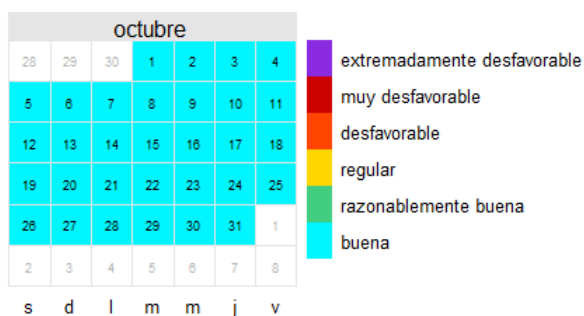 octubre
28 29 30 1 2 3 4
5 6 7 8 9 10 11
12 13 14 15 16 17 18
19 20 21 22 23 24 25
26 27 28 29 30 31 1
2 3 4 5 6 7 8
s d l m m j v
extremadamente desfavorable
muy desfavorable
desfavorable
regular
razonablemente buena
buena